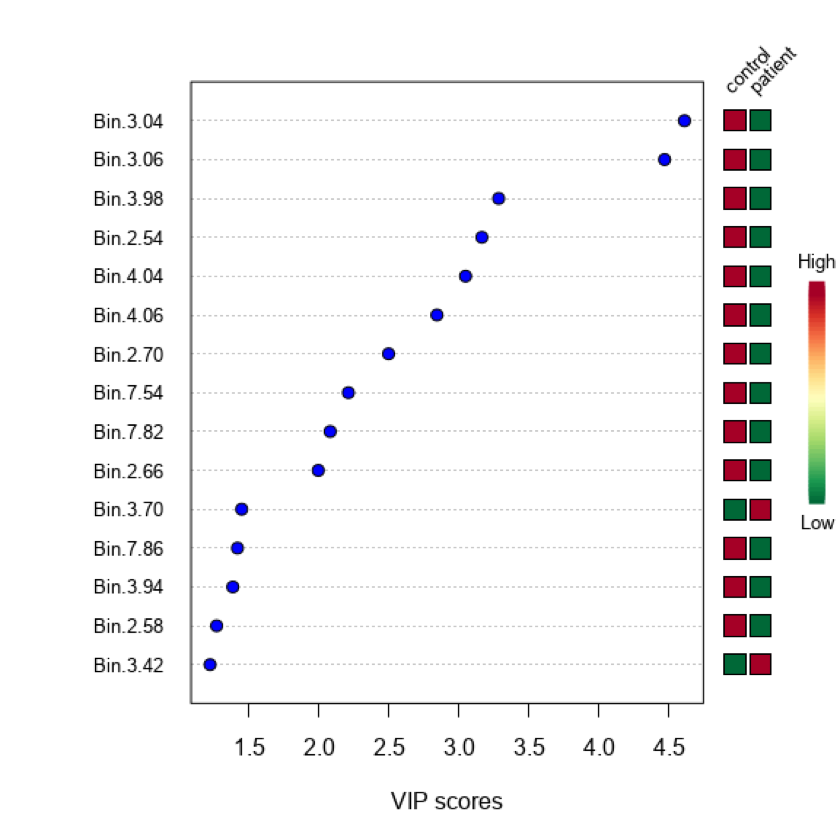 control
patient
Bin.3.04
Bin.3.06
Bin.3.98
Bin.2.54
Bin.4.04
Bin.4.06
Bin.2.70
Bin.7.54
Bin.7.82
Bin.2.66
Bin.3.70
Bin.7.86
Bin.3.94
Bin.2.58
Bin.3.42
High
Low
1.5 2.0 2.5 3.0 3.5 4.0 4.5
VIP scores